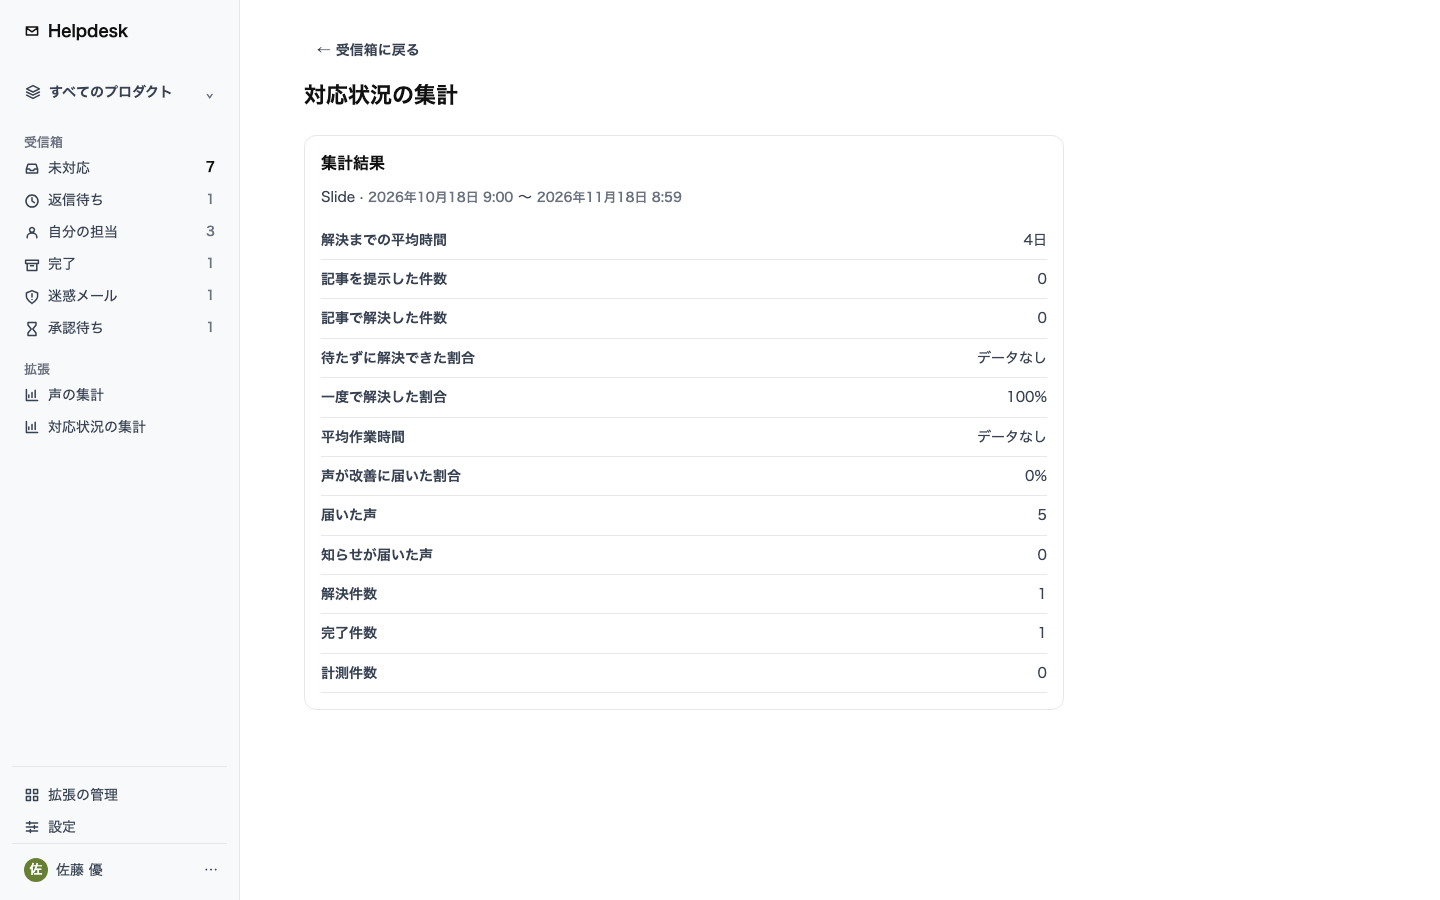 Helpdesk
すべてのプロダクト
受信箱
未対応 7
返信待ち 1
自分の担当 3
完了 1
迷惑メール 1
承認待ち 1
拡張
声の集計
対応状況の集計
拡張の管理
設定
佐 佐藤 優 …
← 受信箱に戻る
対応状況の集計
集計結果
Slide · 2026年10月18日 9:00 〜 2026年11月18日 8:59
解決までの平均時間 4日
記事を提示した件数 0
記事で解決した件数 0
待たずに解決できた割合 データなし
一度で解決した割合 100%
平均作業時間 データなし
声が改善に届いた割合 0%
届いた声 5
知らせが届いた声 0
解決件数 1
完了件数 1
計測件数 0